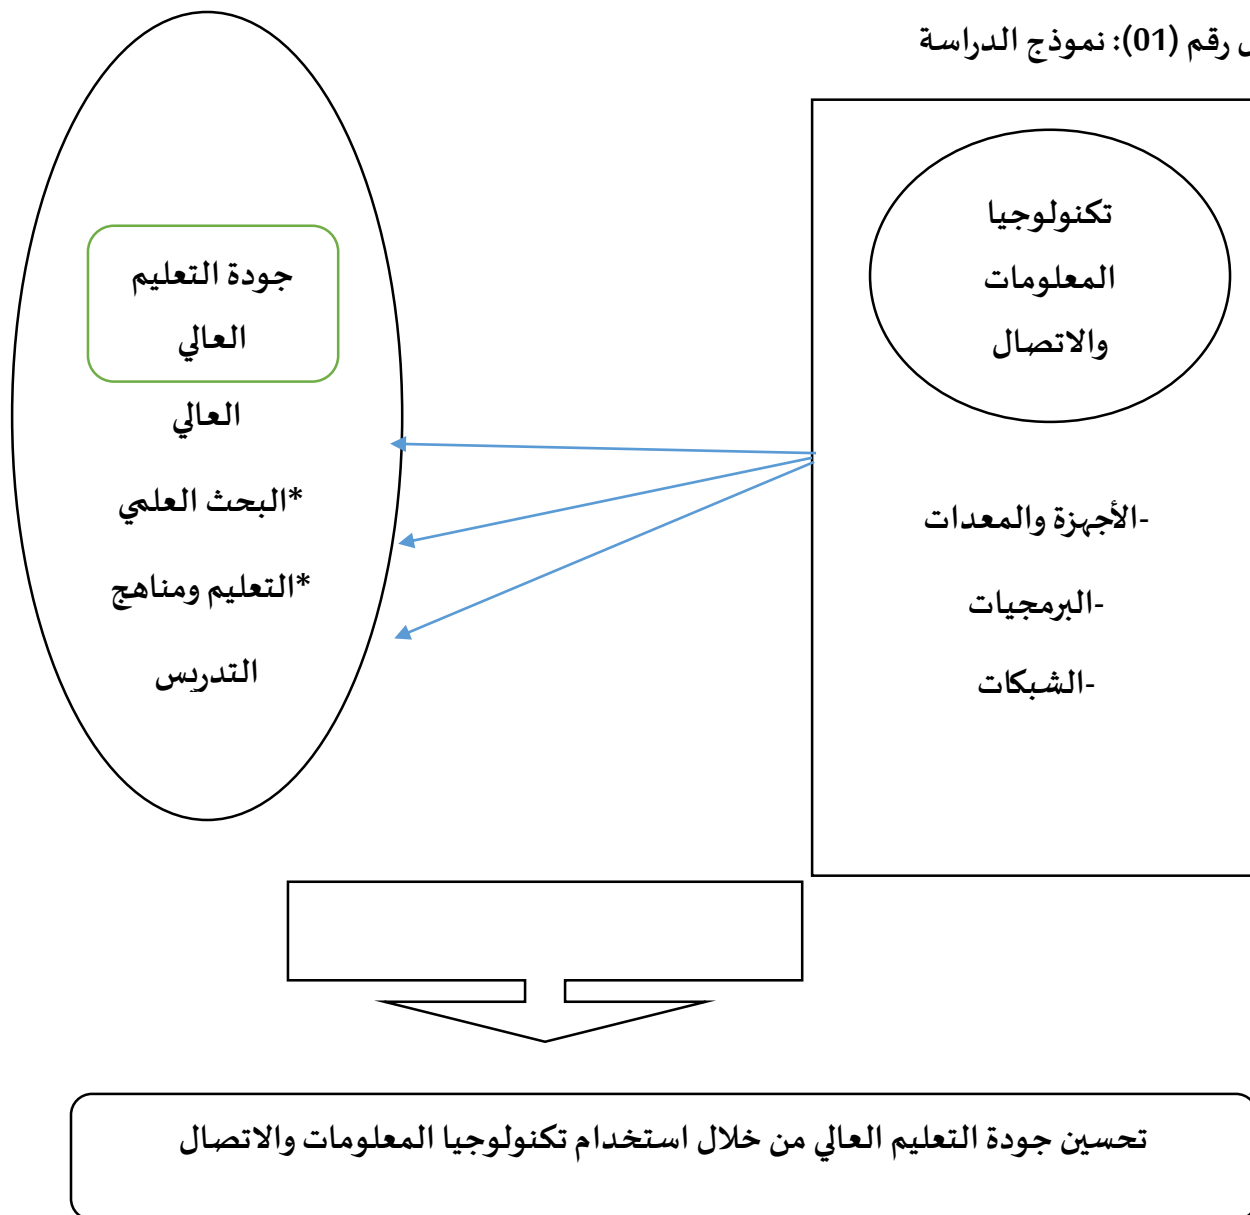 رقم (01): نموذج الدراسة
تكنولوجيا
المعلومات
والاتصال
-الأجهزة والمعدات
-البرمجيات
-الشبكات
جودة التعليم
العالي
العالي
*البحث العلمي
*التعليم ومناهج
التدريس
تحسين جودة التعليم العالي من خلال استخدام تكنولوجيا المعلومات والاتصال